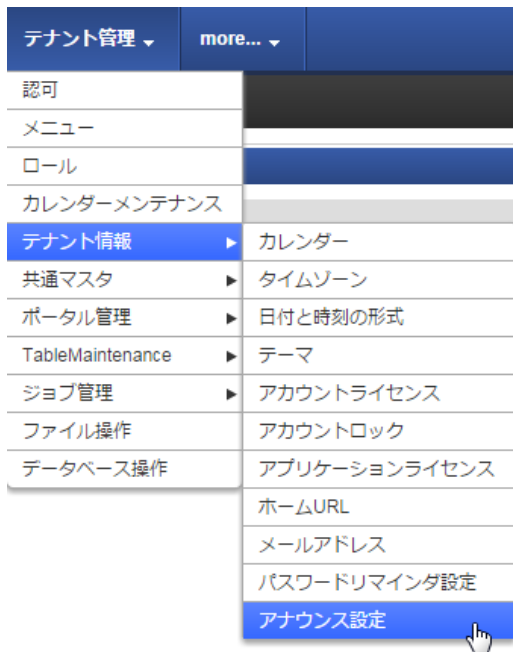 テナント管理
more...
認可
メニュー
ロール
カレンダーメンテナンス
テナント情報
共通マスタ
ポータル管理
TableMaintenance
ジョブ管理
ファイル操作
データベース操作
カレンダー
タイムゾーン
日付と時刻の形式
テーマ
アカウントライセンス
アカウントロック
アプリケーションライセンス
ホームURL
メールアドレス
パスワードリマインダ設定
アナウンス設定